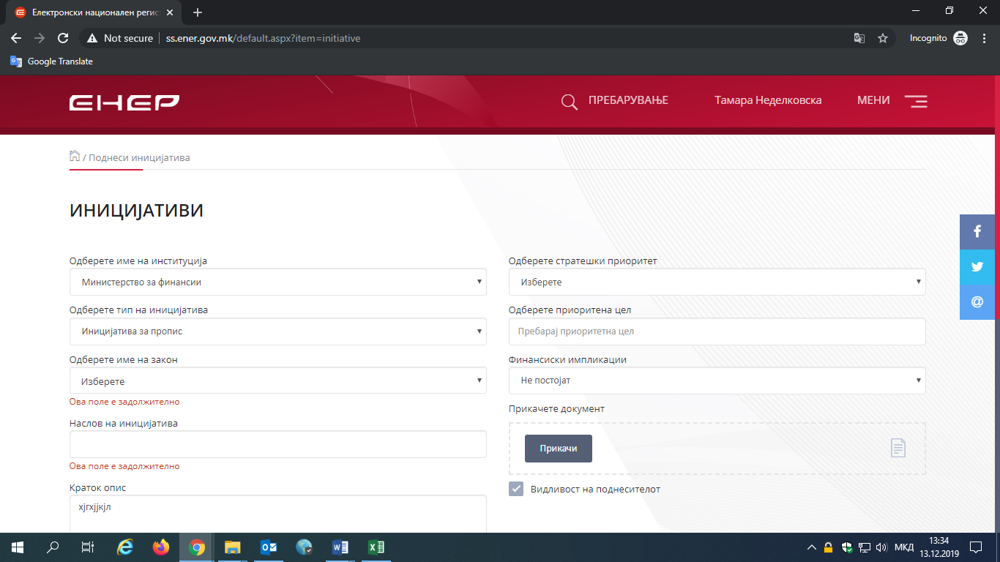 Електронски национален регис
Not secure
ss.ener.gov.mk/default.aspx?item=initiative
Incognito
Google Translate
ЕНЕР
ПРЕБАРУВАЊЕ
Тамара Неделковска
МЕНИ
/ Поднеси иницијатива
ИНИЦИЈАТИВИ
Одберете име на институција
Министерство за финансии
Одберете тип на иницијатива
Иницијатива за пропис
Одберете име на закон
Изберете
Ова поле е задолжително
Наслов на иницијатива
Ова поле е задолжително
Краток опис
хјгхјјкјл
Одберете стратешки приоритет
Изберете
Одберете приоритена цел
Пребарај приоритетна цел
Финансиски импликации
Не постојат
Прикачете документ
Прикачи
Видливост на поднесителот
МКД
13:34
13.12.2019